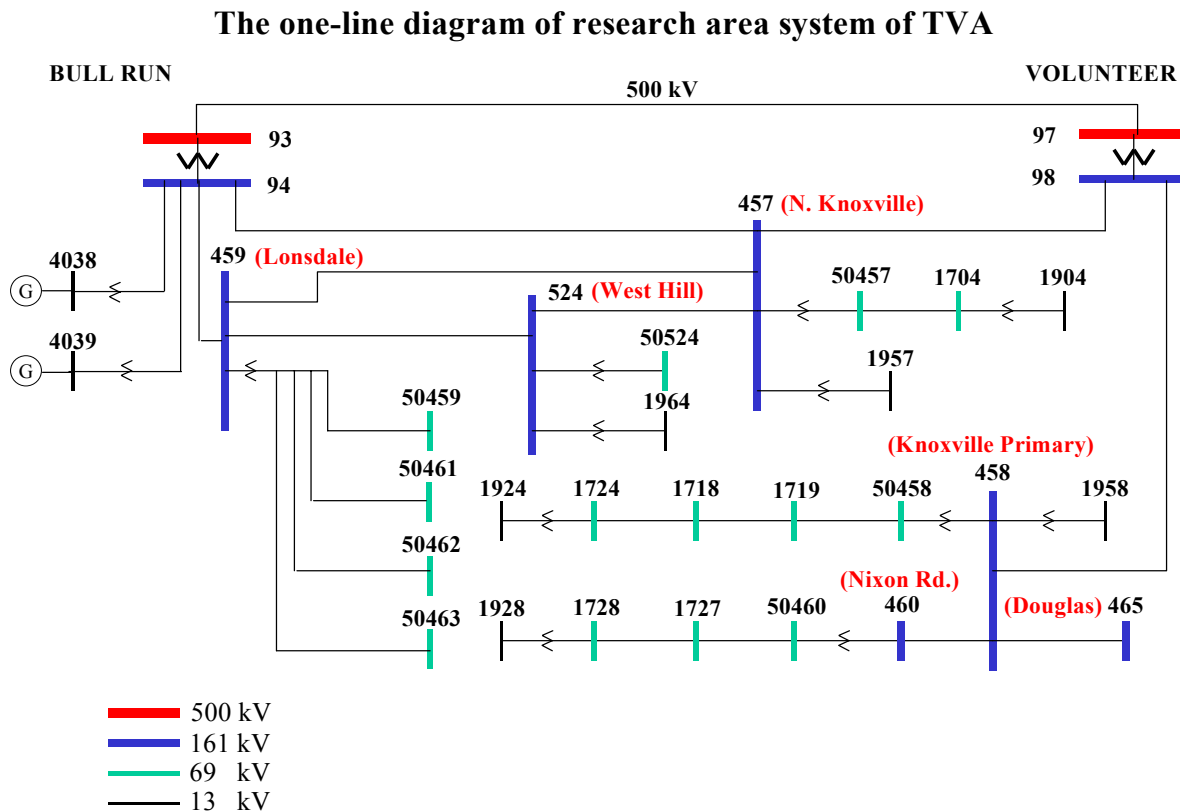 The one-line diagram of research area system of TVA
BULL RUN
VOLUNTEER
500 kV
93
97
94
98
457 (N. Knoxville)
459 (Lonsdale)
4038
G
50457
1704
1904
524 (West Hill)
4039
G
50524
1957
1964
50459
(Knoxville Primary)
50461
458
1924
1724
1718
1719
50458
1958
50462
(Nixon Rd.)
50463
1928
1728
1727
50460
460
(Douglas) 465
500 kV
161 kV
69 kV
13 kV